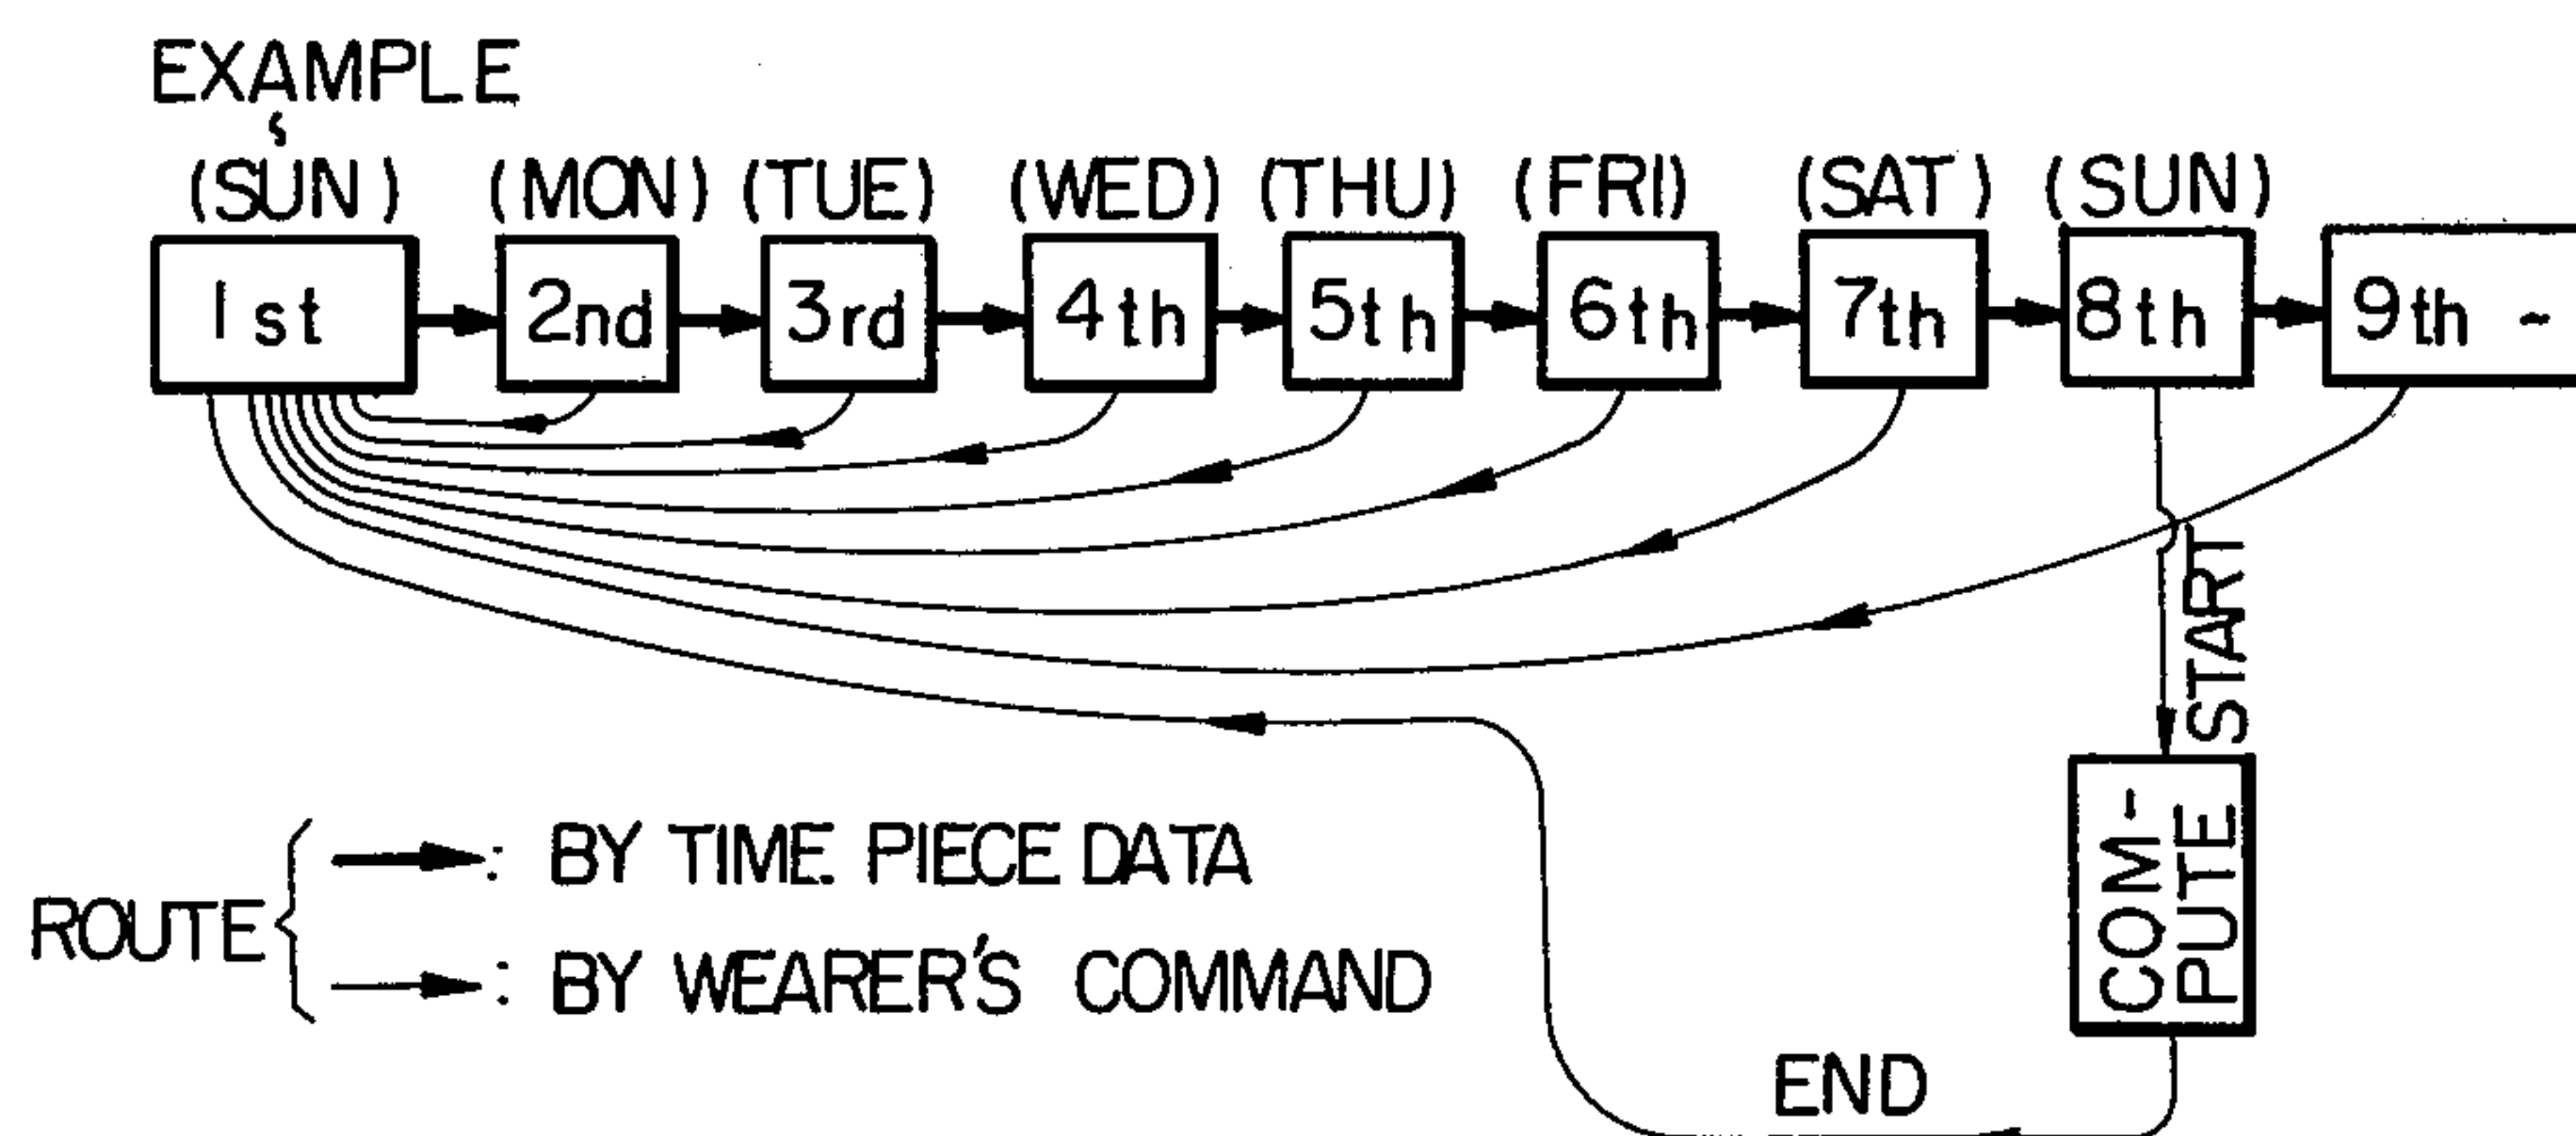 EXAMPLE
(SUN) (MON) (TUE) (WED) (THU) (FRI) (SAT) (SUN)
1st 2nd 3rd 4th 5th 6th 7th 8th 9th ~
START
COM-
PUTE
END
ROUTE
: BY TIME PIECE DATA
: BY WEARER'S COMMAND